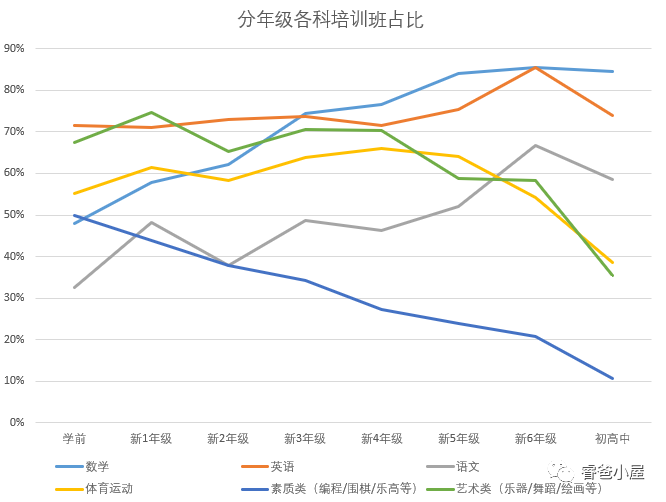 分年级各科培训班占比
90%
80%
70%
60%
50%
40%
30%
20%
10%
0%
学前 新1年级 新2年级 新3年级 新4年级 新5年级 新6年级 初高中
数学 英语 语文
体育运动 素质类（编程/围棋/乐高等） 艺术类（乐器/舞蹈/绘画等）
睿爸小屋